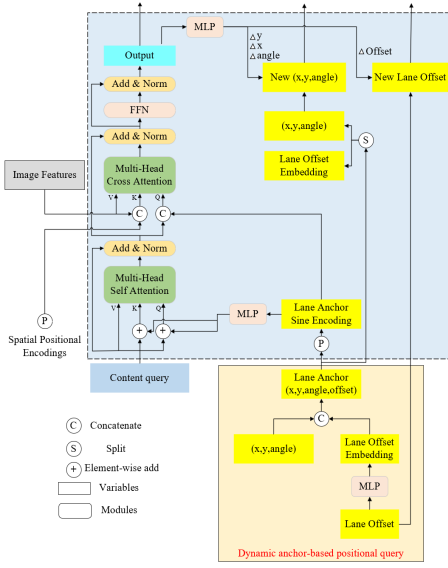 MLP
△y
△x
△angle
△Offset
Output
New (x,y,angle)
New Lane Offset
Add & Norm
FFN
(x,y,angle)
Add & Norm
S
Lane Offset
Embedding
Multi-Head
Cross Attention
Image Features
V
K
Q
C
C
Add & Norm
Multi-Head
Self Attention
V
K
Q
MLP
Lane Anchor
Sine Encoding
P
Spatial Positional
Encodings
+
+
P
Content query
Lane Anchor
(x,y,angle,offset)
C
(x,y,angle)
Lane Offset
Embedding
MLP
Lane Offset
Dynamic anchor-based positional query
C
Concatenate
S
Split
+
Element-wise add
Variables
Modules